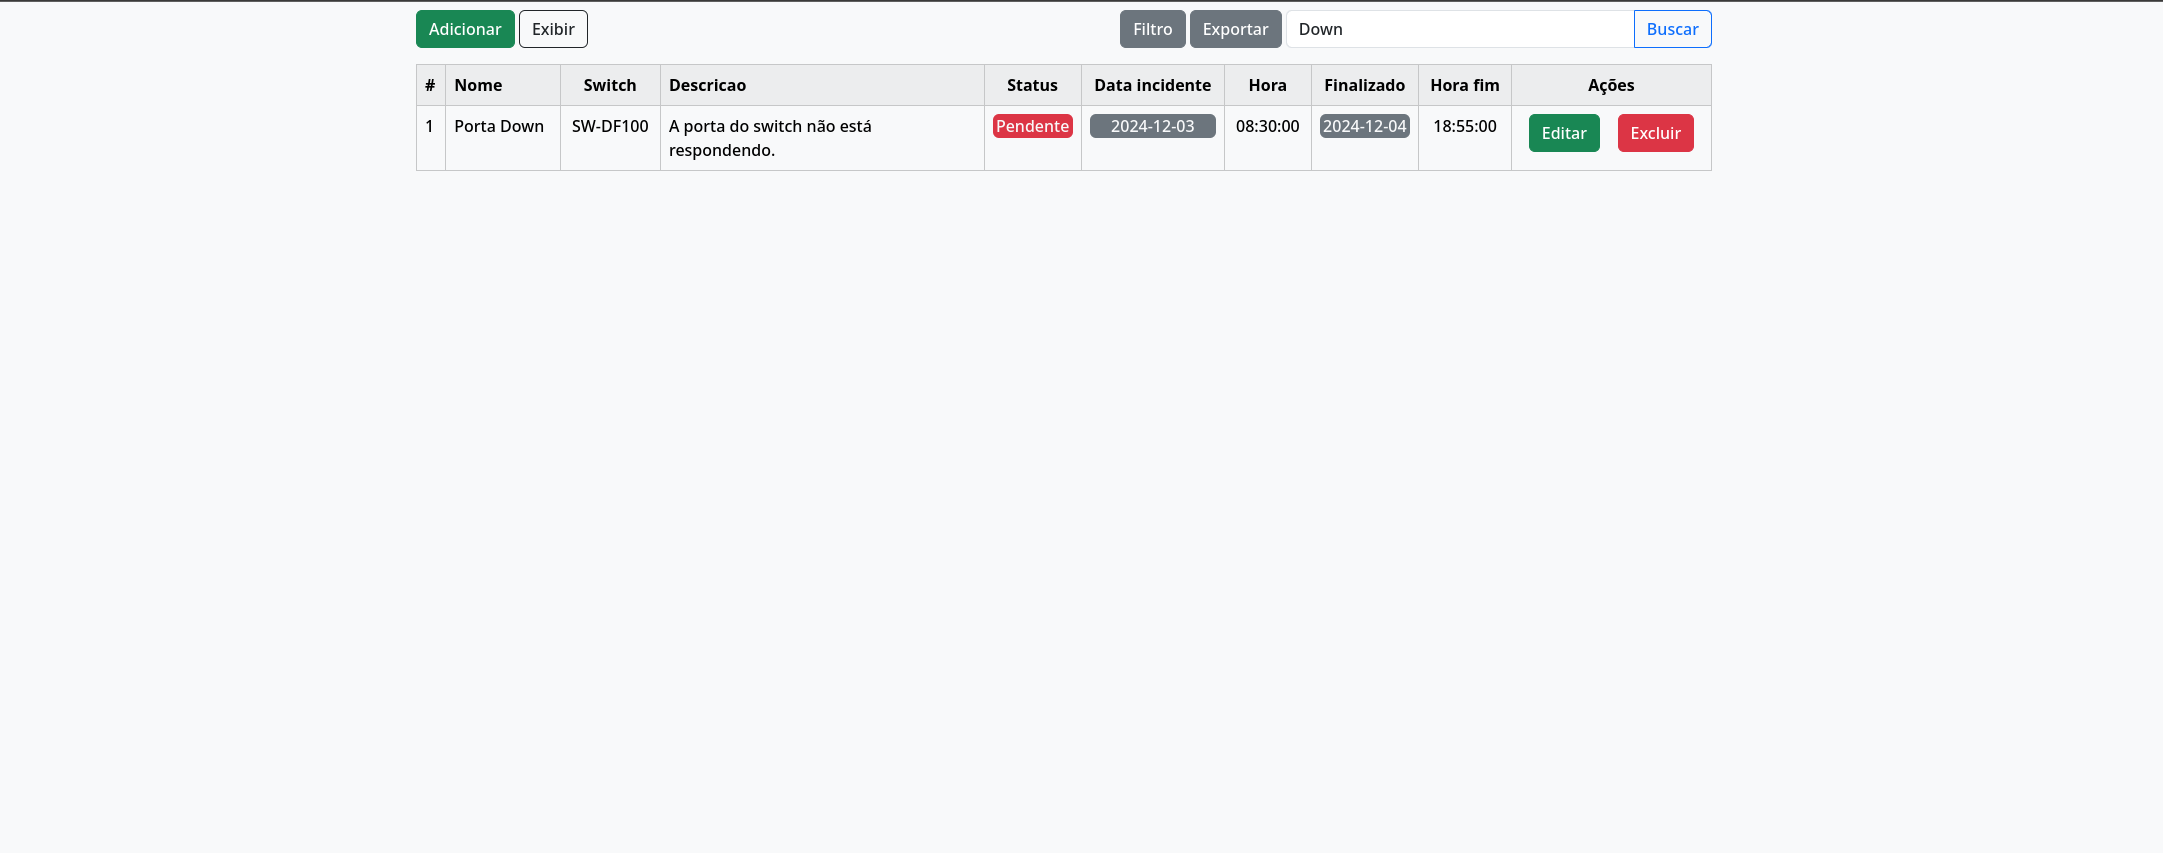 Adicionar Exibir Filtro Exportar Down Buscar
# Nome Switch Descricao Status Data incidente Hora Finalizado Hora fim Ações
1 Porta Down SW-DF100 A porta do switch não está Pendente 2024-12-03 08:30:00 2024-12-04 18:55:00 Editar Excluir
respondendo.